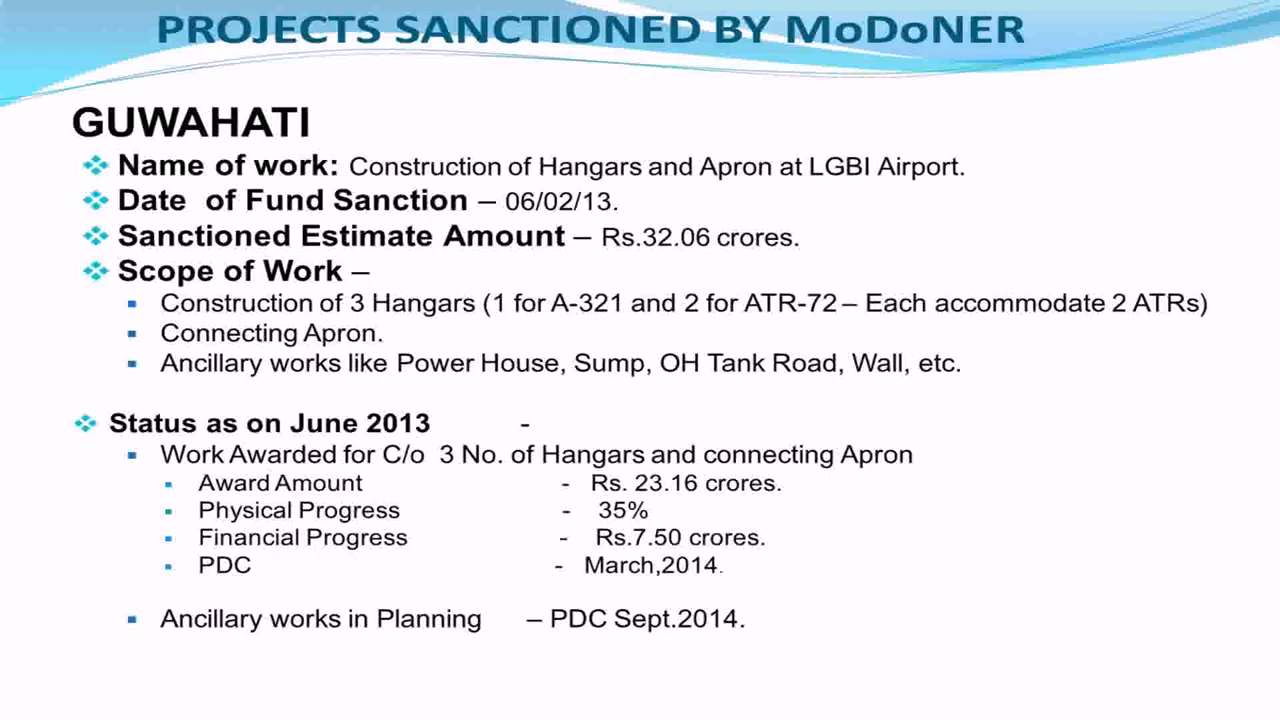 PROJECTS SANCTIONED BY MoDoNER
GUWAHATI
Name of work: Construction of Hangars and Apron at LGBI Airport.
Date of Fund Sanction – 06/02/13.
Sanctioned Estimate Amount – Rs.32.06 crores.
Scope of Work –
Construction of 3 Hangars (1 for A-321 and 2 for ATR-72 – Each accommodate 2 ATRs)
Connecting Apron.
Ancillary works like Power House, Sump, OH Tank Road, Wall, etc.
Status as on June 2013 -
Work Awarded for C/o 3 No. of Hangars and connecting Apron
Award Amount - Rs. 23.16 crores.
Physical Progress - 35%
Financial Progress - Rs.7.50 crores.
PDC - March,2014.
Ancillary works in Planning – PDC Sept.2014.